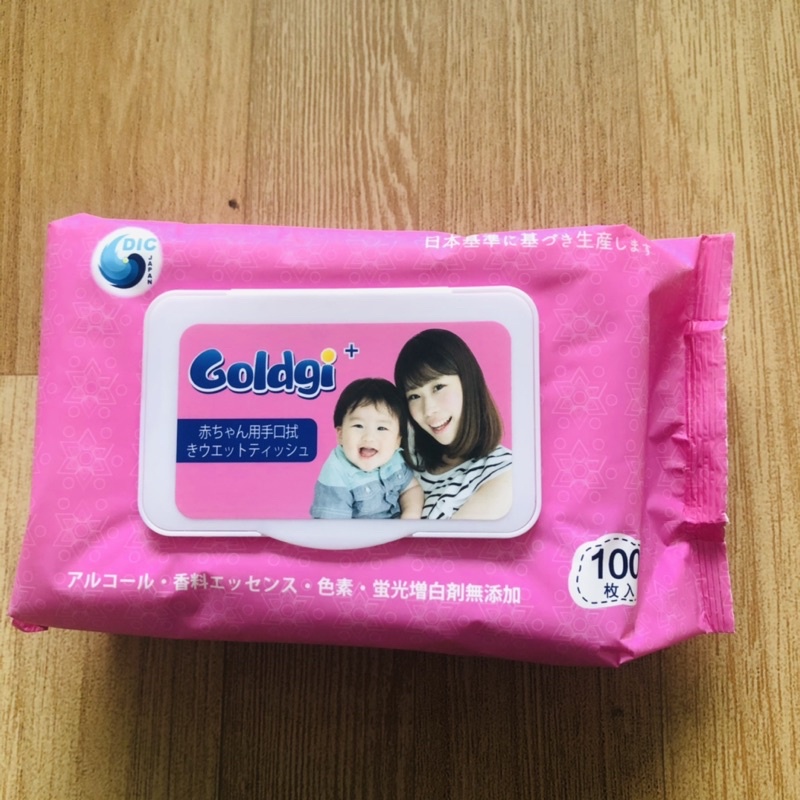 DIC
JAPAN
日本基準に基づき生産します
Goldgi+
赤ちゃん用手口拭
きウエットティッシュ
アルコール・香料エッセンス・色素・蛍光増白剤無添加
100
枚入